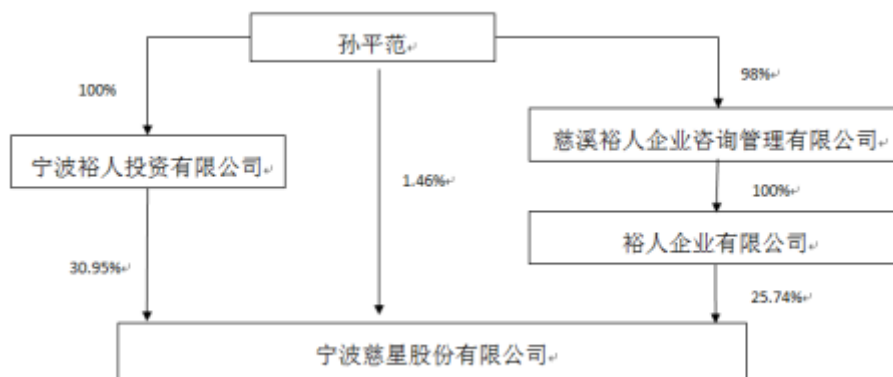 孙平范
98%
100%
慈溪裕人企业咨询管理有限公司
宁波裕人投资有限公司
1.46%
100%
裕人企业有限公司
30.95%
25.74%
宁波慈星股份有限公司